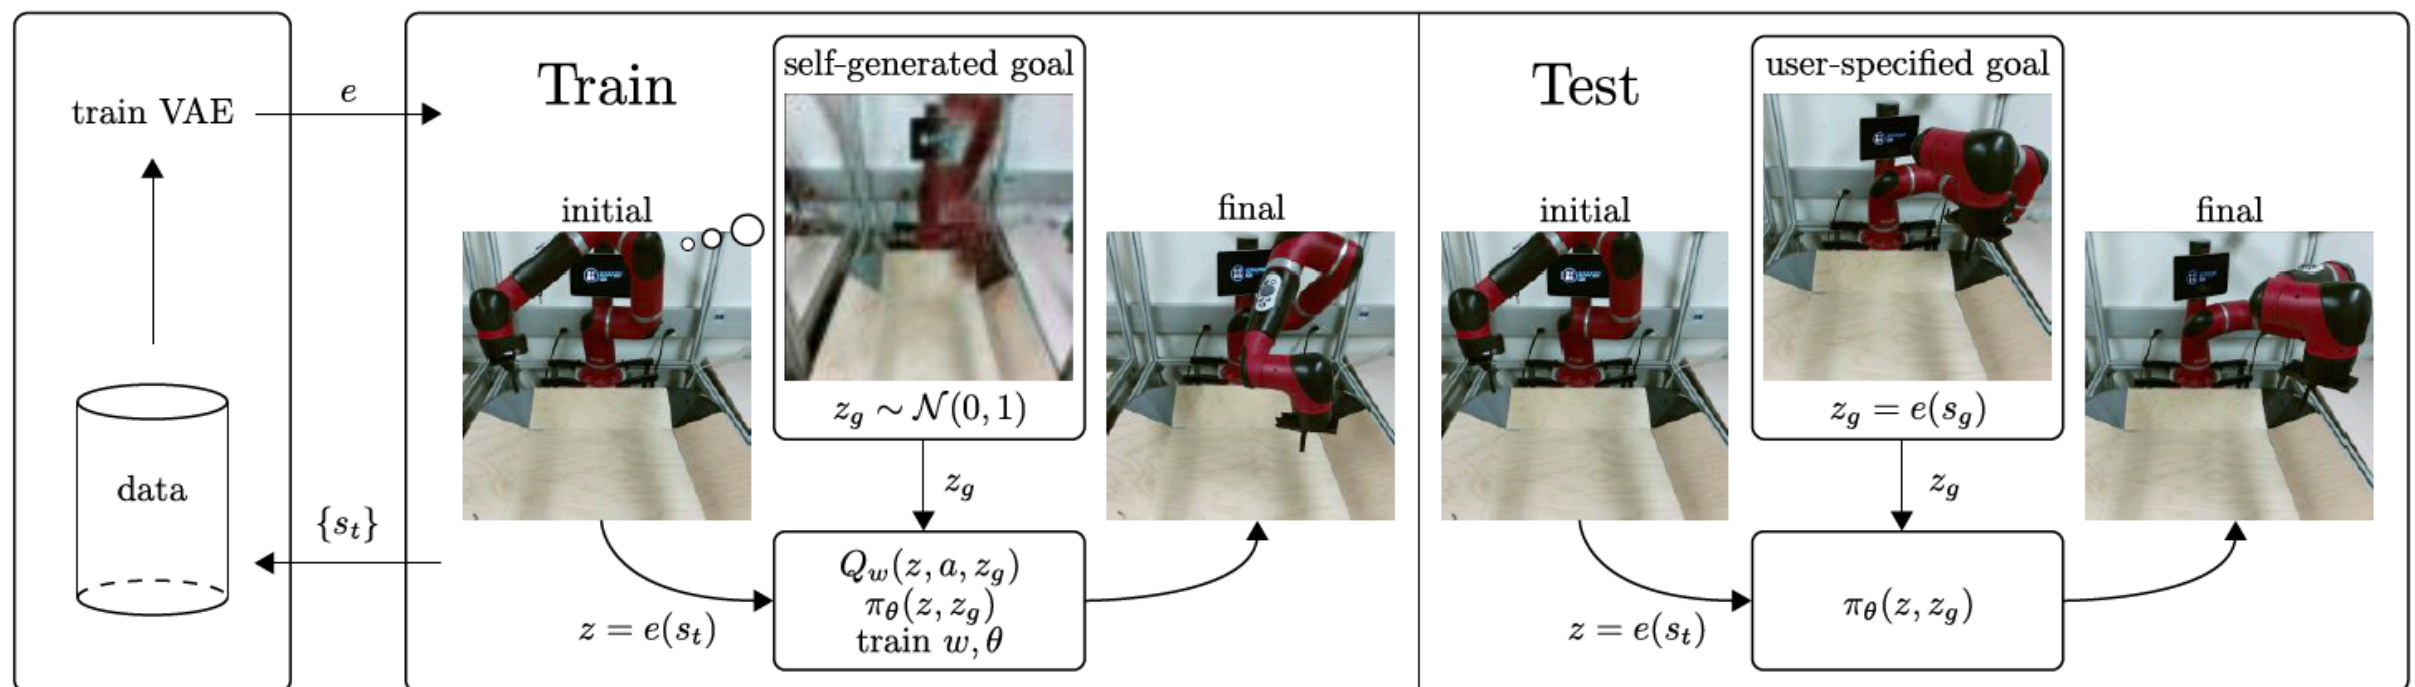 train VAE
data
e
{s_t}
Train
initial
self-generated goal
z_g ∼ 𝒩(0, 1)
z_g
final
z = e(s_t)
Q_w(z, a, z_g)
π_θ(z, z_g)
train w, θ
Test
initial
user-specified goal
z_g = e(s_g)
z_g
final
z = e(s_t)
π_θ(z, z_g)